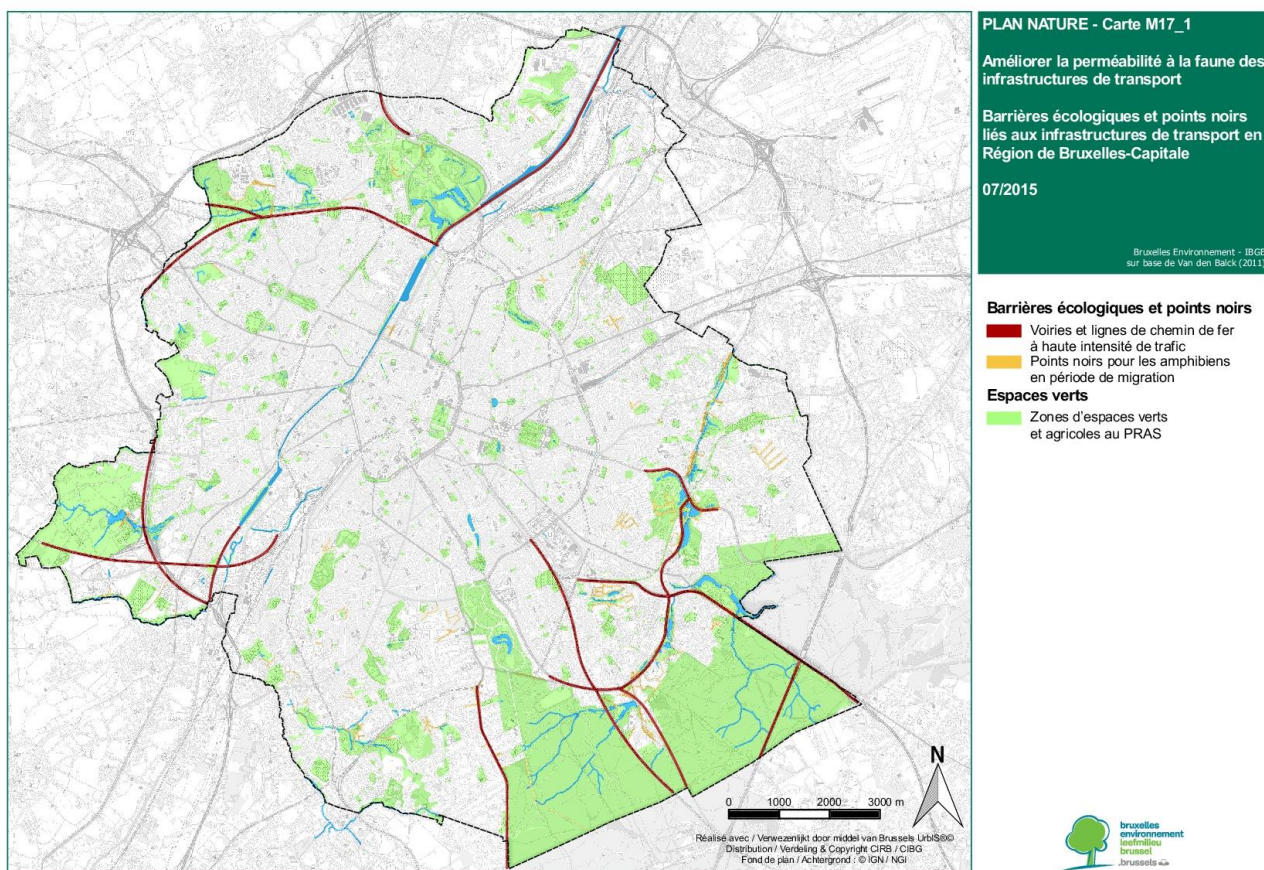 PLAN NATURE - Carte M17_1
Améliorer la perméabilité à la faune des
infrastructures de transport
Barrières écologiques et points noirs
liés aux infrastructures de transport en
Région de Bruxelles-Capitale
07/2015
Bruxelles Environnement - IBGE
sur base de Van den Balck (2011)
Barrières écologiques et points noirs
Voiries et lignes de chemin de fer
à haute intensité de trafic
Points noirs pour les amphibiens
en période de migration
Espaces verts
Zones d'espaces verts
et agricoles au PRAS
N
0 1000 2000 3000 m
Réalisé avec / Verwezenlijkt door middel van Brussels UrbIS®©
Distribution / Verdeling & Copyright CIRB / CIBG
Fond de plan / Achtergrond : © IGN / NGI
bruxelles
environnement
leefmilieu
brussel
.brussels